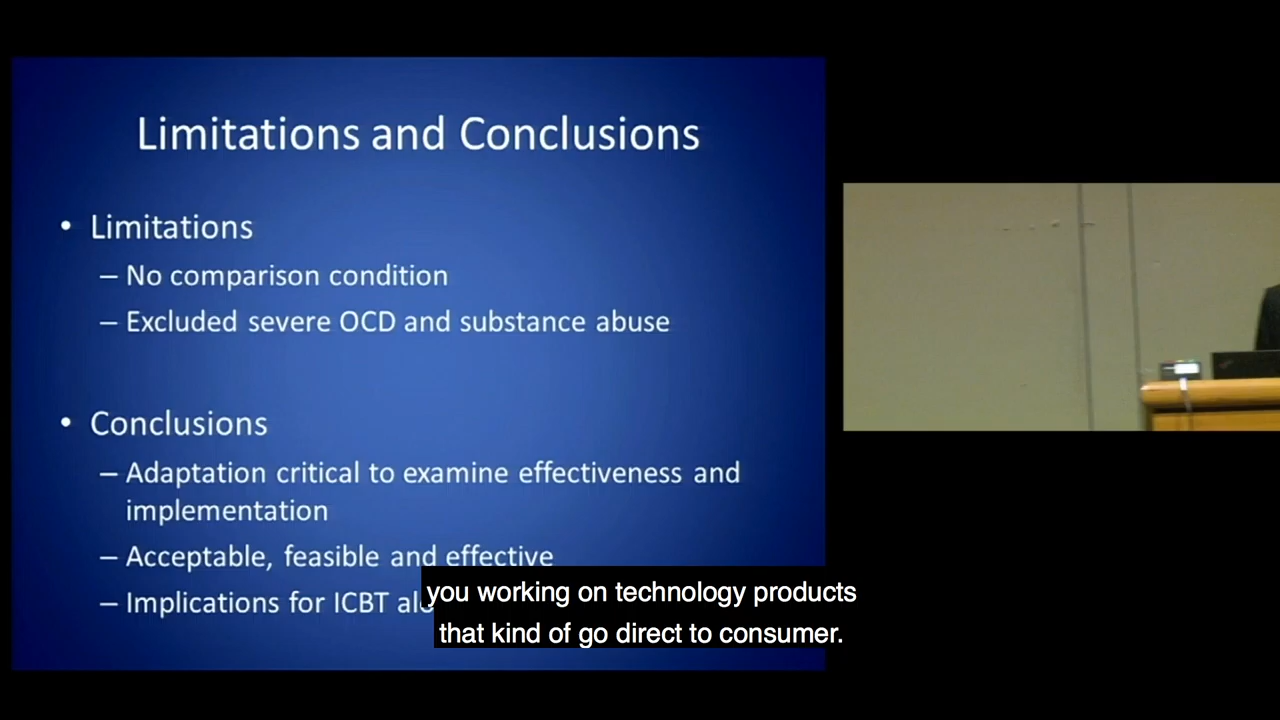 Limitations and Conclusions
• Limitations
– No comparison condition
– Excluded severe OCD and substance abuse
• Conclusions
– Adaptation critical to examine effectiveness and
implementation
– Acceptable, feasible and effective
– Implications for ICBT
you working on technology products
that kind of go direct to consumer.